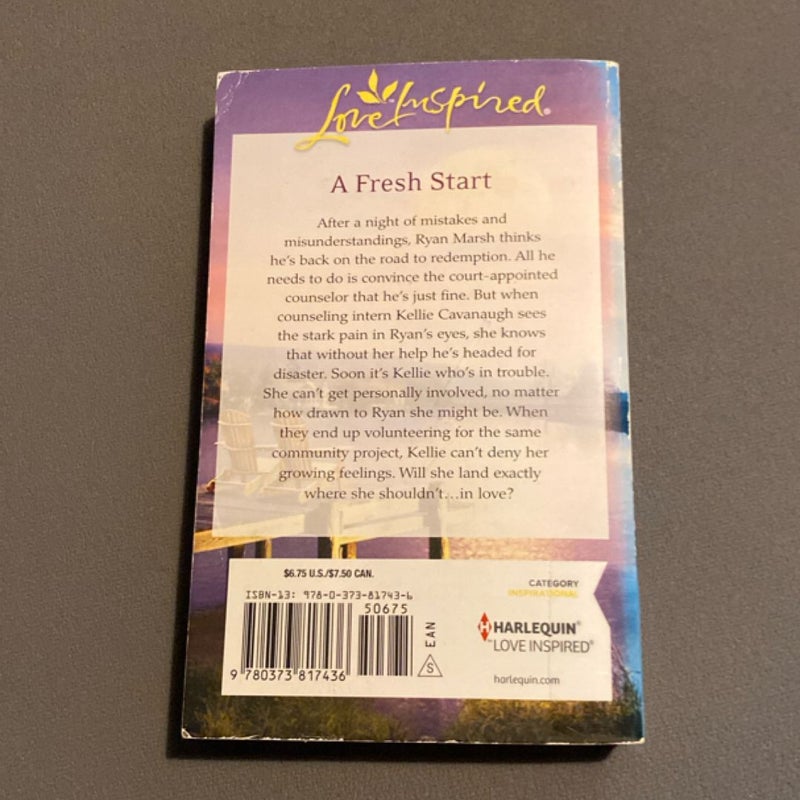 Love Inspired®
A Fresh Start
After a night of mistakes and
misunderstandings, Ryan Marsh thinks
he's back on the road to redemption. All he
needs to do is convince the court-appointed
counselor that he's just fine. But when
counseling intern Kellie Cavanaugh sees
the stark pain in Ryan's eyes, she knows
that without her help he's headed for
disaster. Soon it's Kellie who's in trouble.
She can't get personally involved, no matter
how drawn to Ryan she might be. When
they end up volunteering for the same
community project, Kellie can't deny her
growing feelings. Will she land exactly
where she shouldn't…in love?
$6.75 U.S./$7.50 CAN.
ISBN-13: 978-0-373-81743-6
50675
9 780373 817436
EAN
S
CATEGORY
INSPIRATIONAL
HARLEQUIN®
™LOVE INSPIRED®
harlequin.com